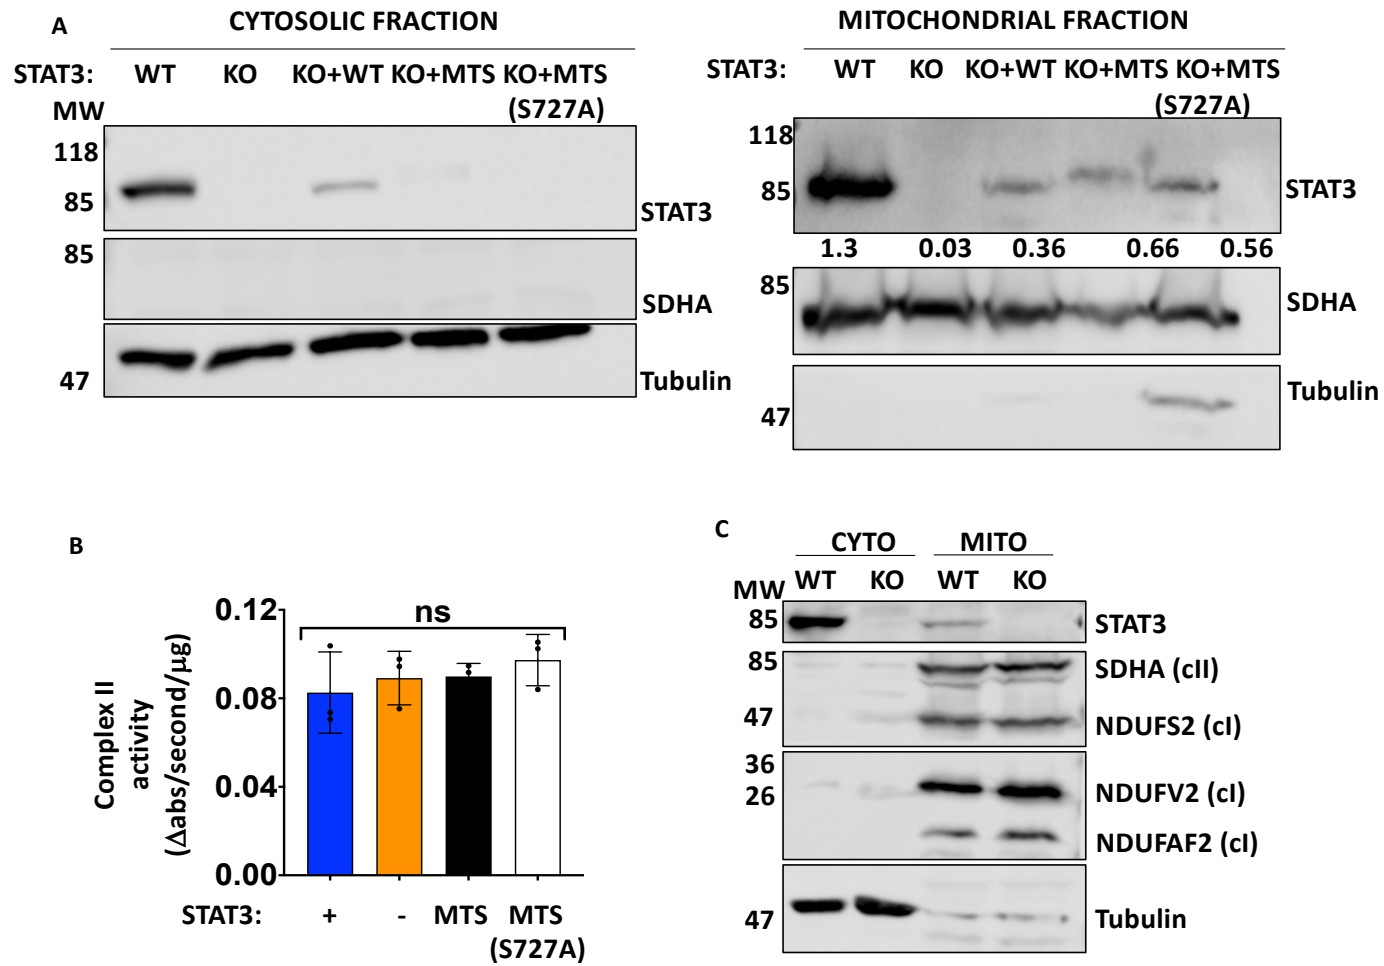 A
CYTOSOLIC FRACTION
STAT3: WT KO KO+WT KO+MTS KO+MTS
(S727A)
MW
118
85
STAT3
85
SDHA
47
Tubulin
MITOCHONDRIAL FRACTION
STAT3: WT KO KO+WT KO+MTS KO+MTS
(S727A)
118
85
STAT3
1.3 0.03 0.36 0.66 0.56
85
SDHA
47
Tubulin
B
Complex II
activity
(Δabs/second/μg)
0.12
0.08
0.04
0.00
ns
STAT3: + - MTS MTS
(S727A)
C
CYTO MITO
MW WT KO WT KO
85
STAT3
85
SDHA (cII)
47
NDUFS2 (cI)
36
26
NDUFV2 (cI)
NDUFAF2 (cI)
47
Tubulin